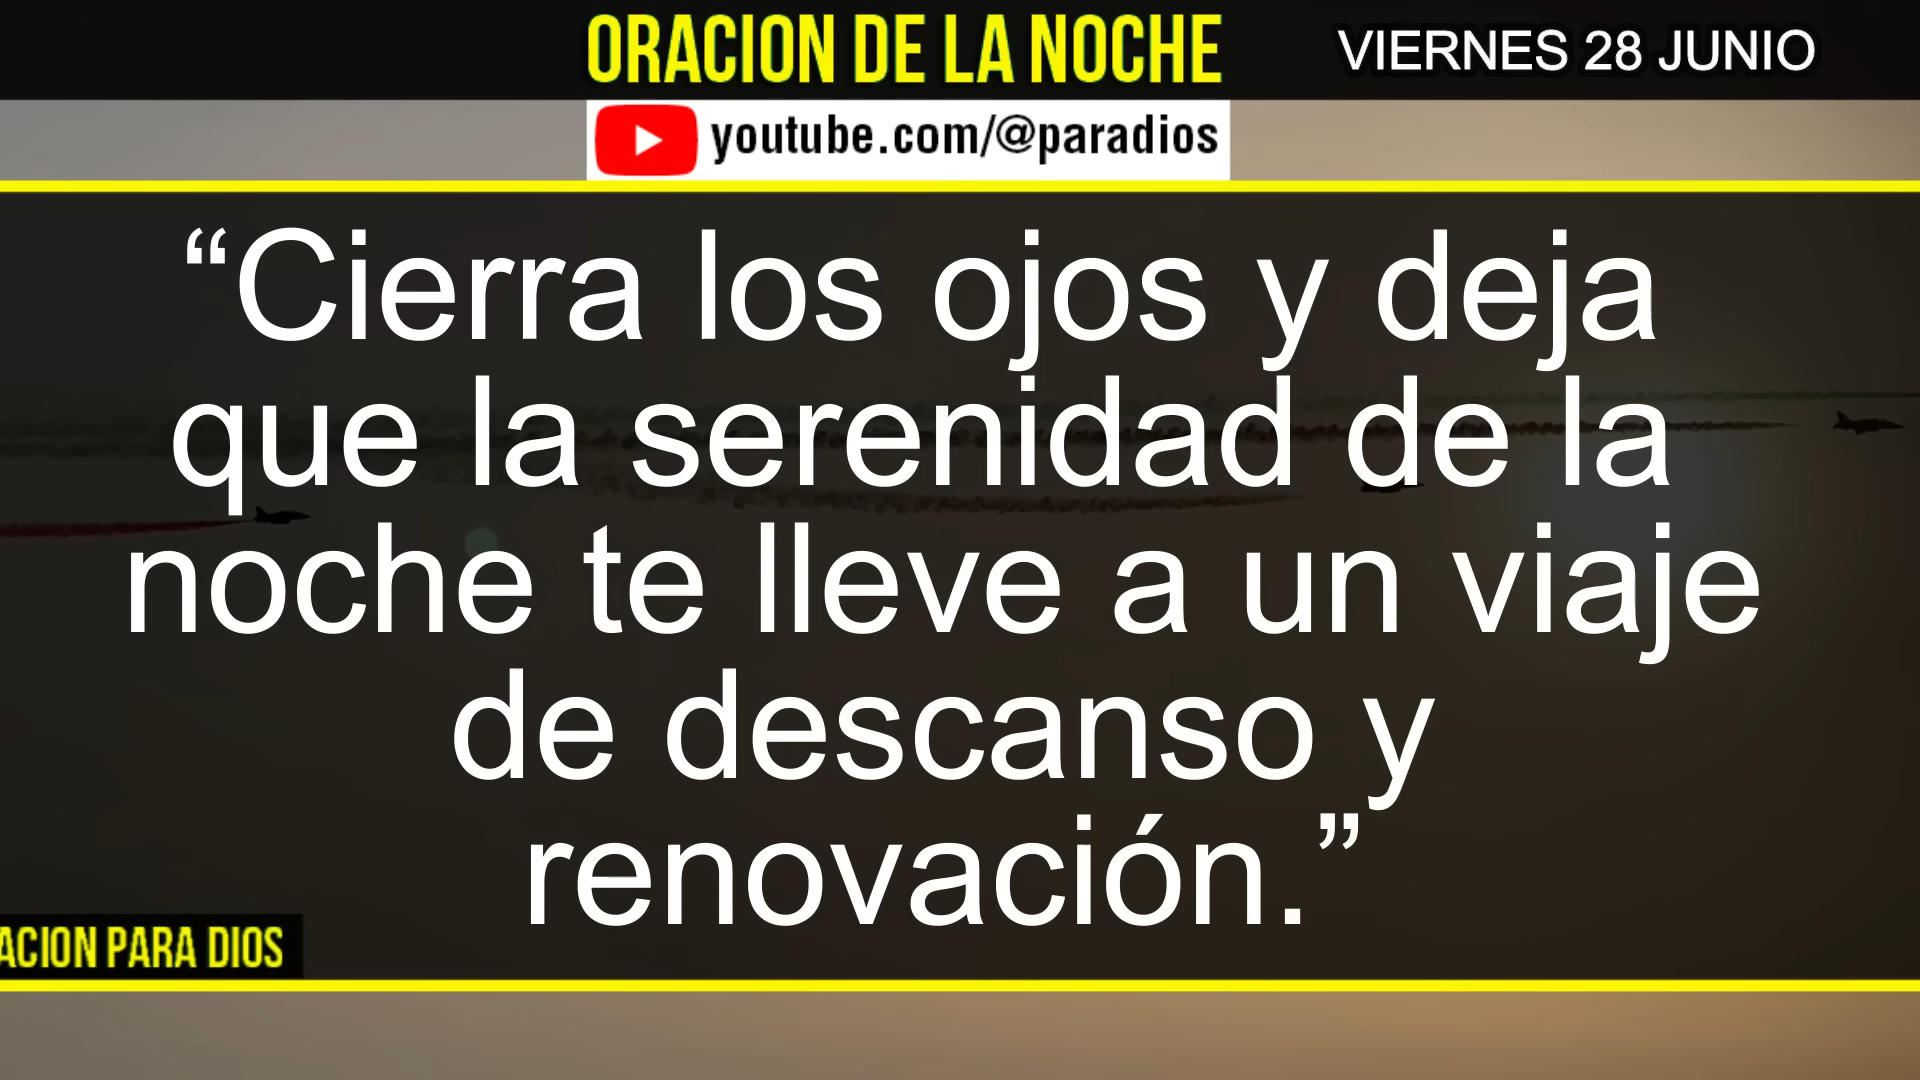 ORACION DE LA NOCHE
VIERNES 28 JUNIO
youtube.com/@paradios
“Cierra los ojos y deja
que la serenidad de la
noche te lleve a un viaje
de descanso y
renovación.”
ACION PARA DIOS